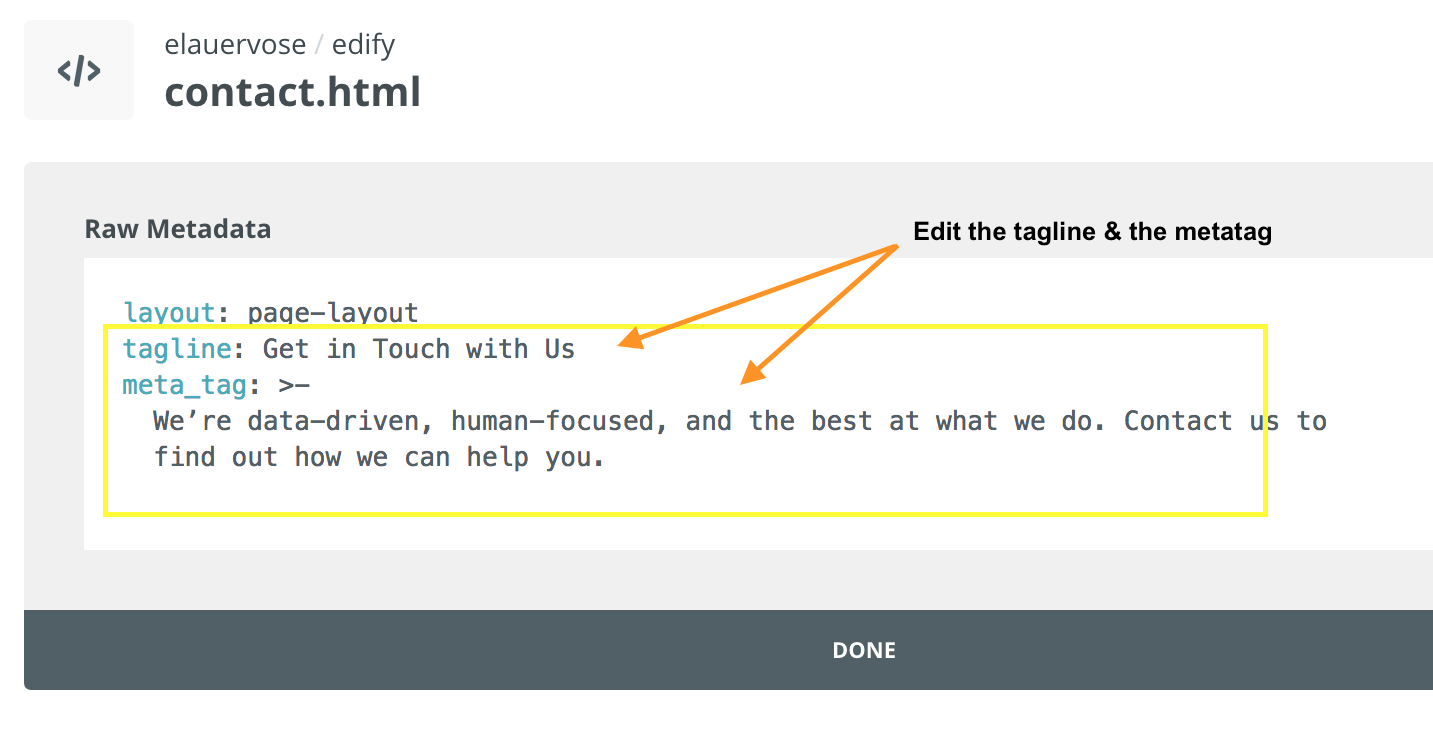 </>
elauervose / edify
contact.html
Raw Metadata
Edit the tagline & the metatag
layout: page-layout
tagline: Get in Touch with Us
meta_tag: >-
We’re data-driven, human-focused, and the best at what we do. Contact us to
find out how we can help you.
DONE